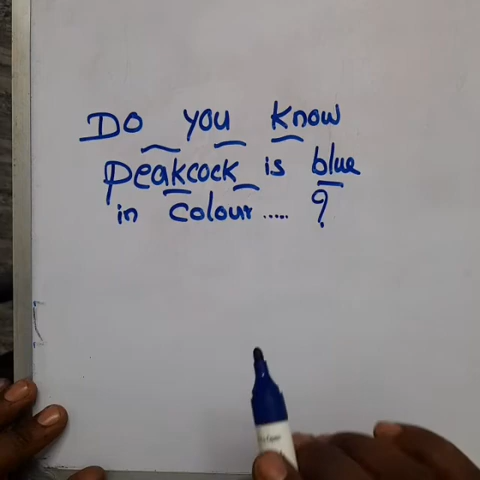 Do you know
peakcock is blue
in colour..... ?